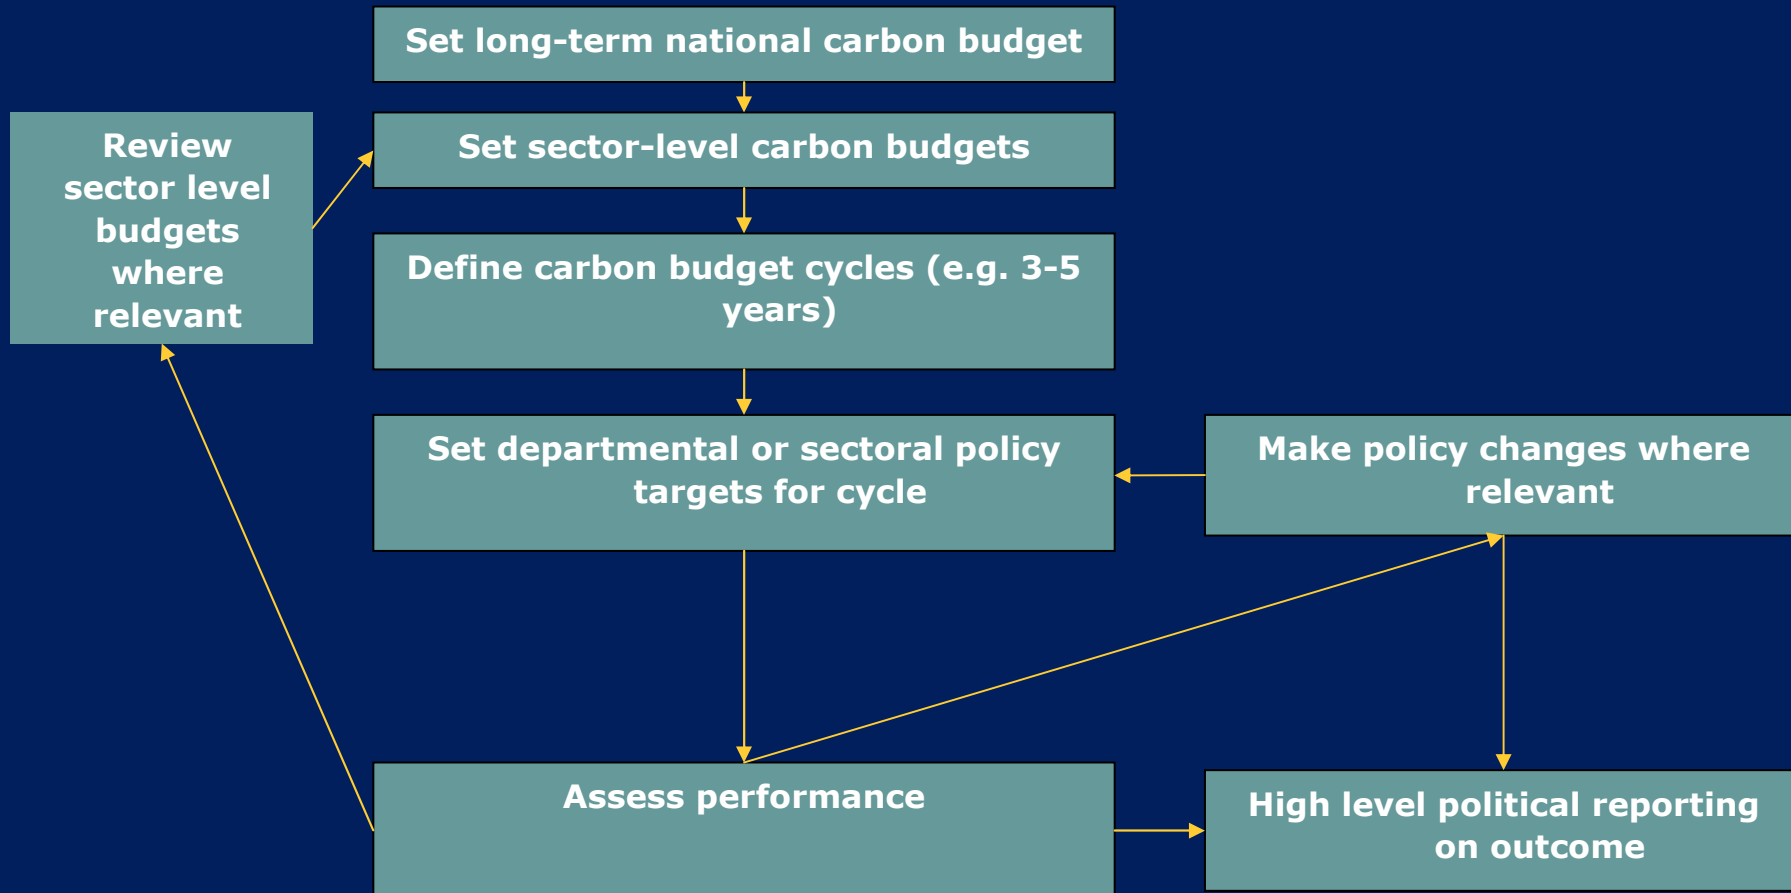 Set long-term national carbon budget
Review
sector level
budgets
where
relevant
Set sector-level carbon budgets
Define carbon budget cycles (e.g. 3-5
years)
Set departmental or sectoral policy
targets for cycle
Make policy changes where
relevant
Assess performance
High level political reporting
on outcome